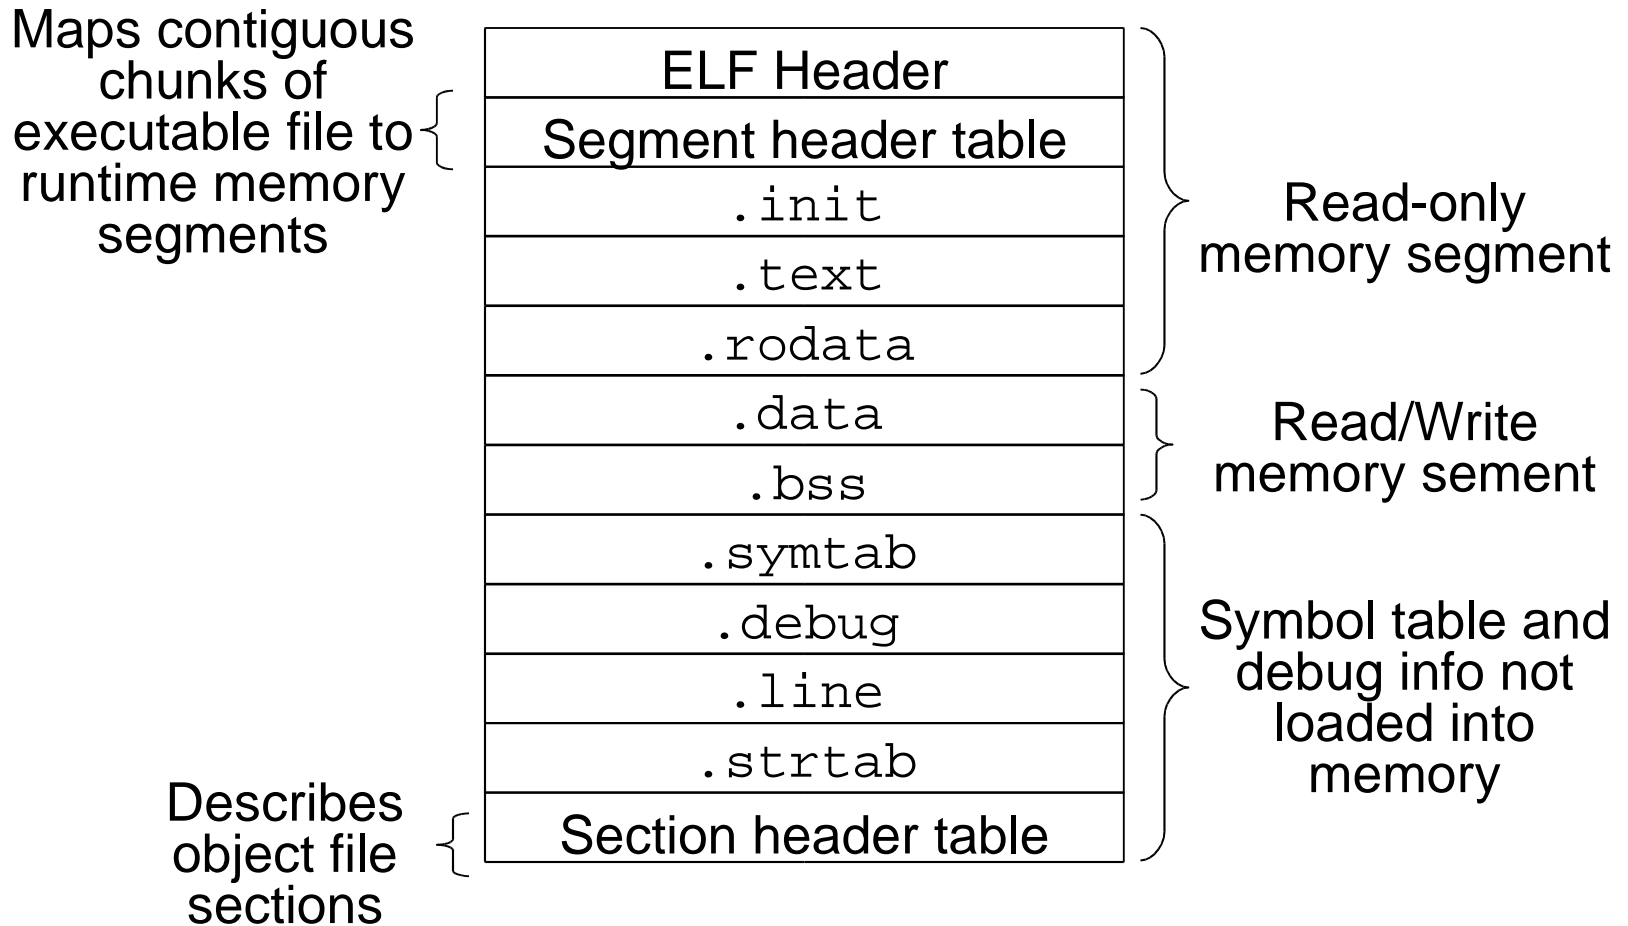 Maps contiguous
chunks of
executable file to
runtime memory
segments
ELF Header
Segment header table
.init
.text
.rodata
.data
.bss
.symtab
.debug
.line
.strtab
Section header table
Read-only
memory segment
Read/Write
memory sement
Symbol table and
debug info not
loaded into
memory
Describes
object file
sections